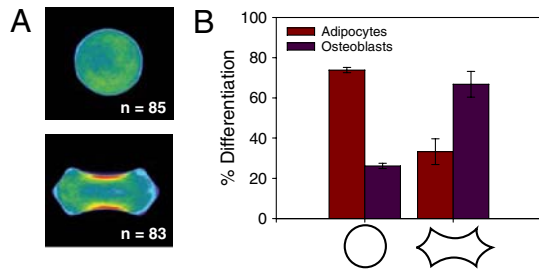 A
n = 85
n = 83
B
Adipocytes
Osteoblasts
% Differentiation
100
80
60
40
20
0